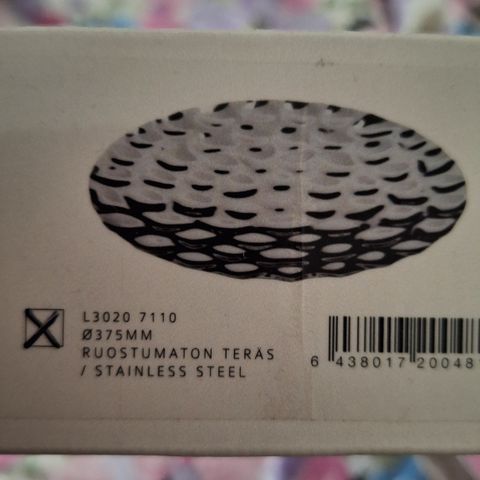 L3020 7110
Ø375MM
RUOSTUMATON TERÄS
/ STAINLESS STEEL
6 438017 20048